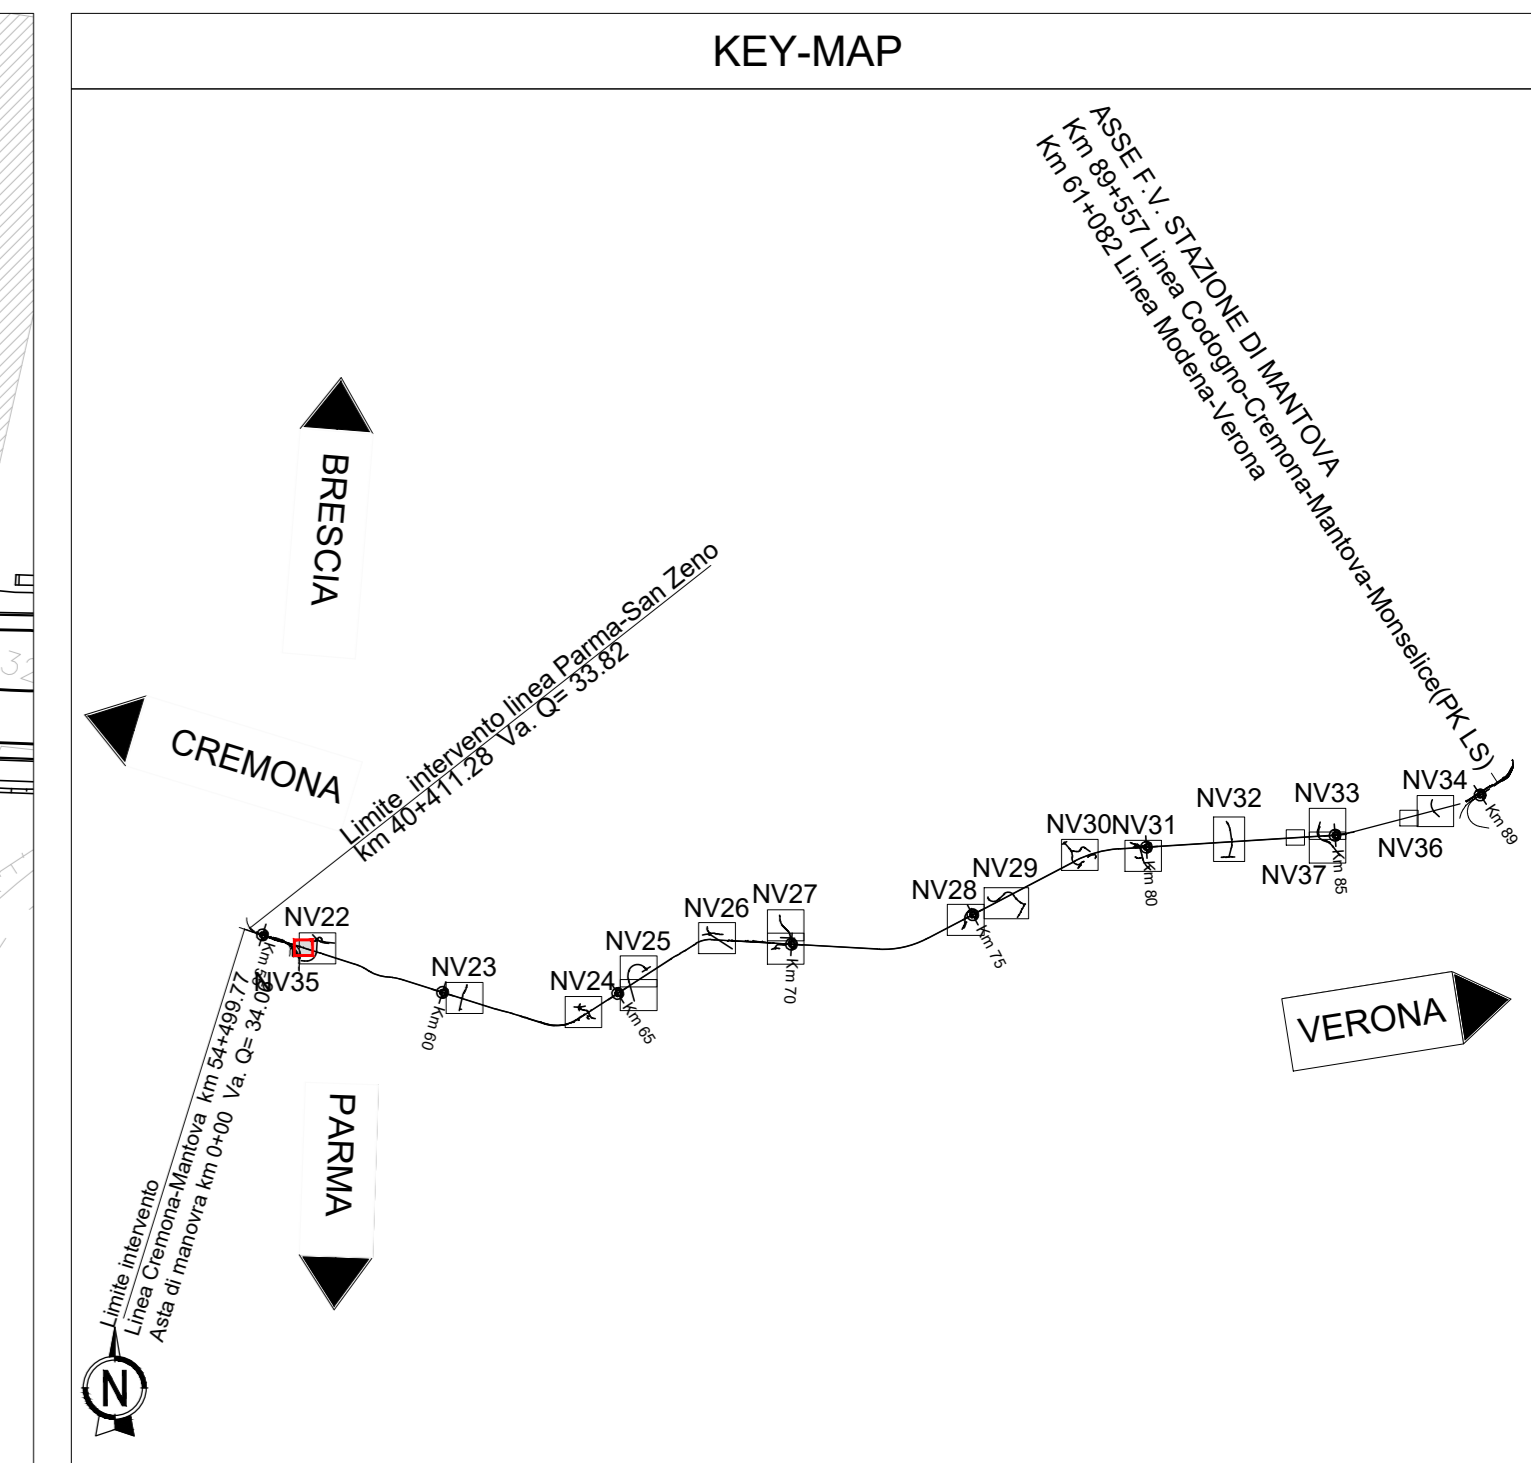 KEY-MAP
ASSE F.V. STAZIONE DI MANTOVA
Km 89+557 Linea Codogno-Cremona-Mantova-Monselice(PK LS)
Km 61+082 Linea Modena-Verona
BRESCIA
CREMONA
Limite intervento linea Parma-San Zeno
km 40+411.28 Va. Q= 33.82
NV34
NV33
NV32
NV31
NV30
NV29
NV28
NV27
NV26
NV25
NV24
NV23
NV22
NV35
NV36
NV37
Km 89
Km 85
Km 80
Km 75
Km 70
Km 65
Km 60
VERONA
PARMA
Limite intervento
Linea Cremona-Mantova km 54+499.77
Asta di manovra km 0+00 Va. Q=
N
32